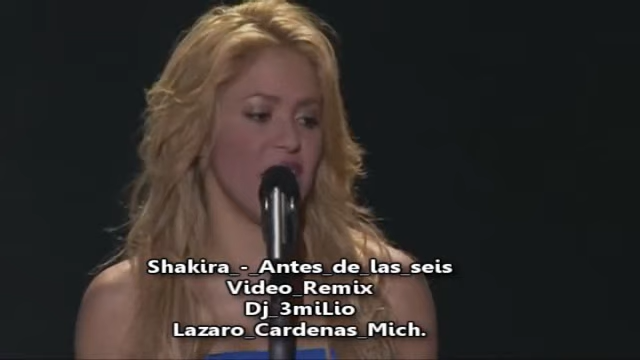 Shakira_-_Antes_de_las_seis
Video_Remix
Dj_3miLio
Lazaro_Cardenas_Mich.